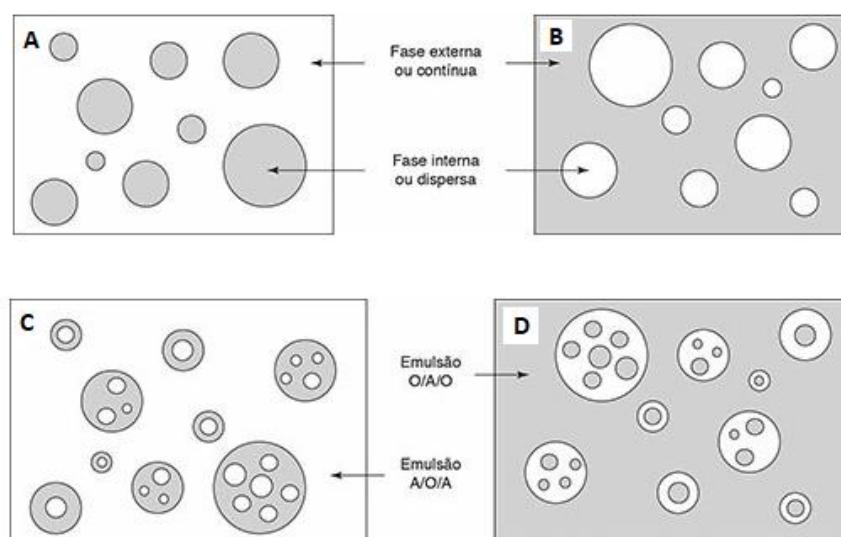 A
Fase externa
ou contínua
B
Fase interna
ou dispersa
C
Emulsão
O/A/O
D
Emulsão
A/O/A